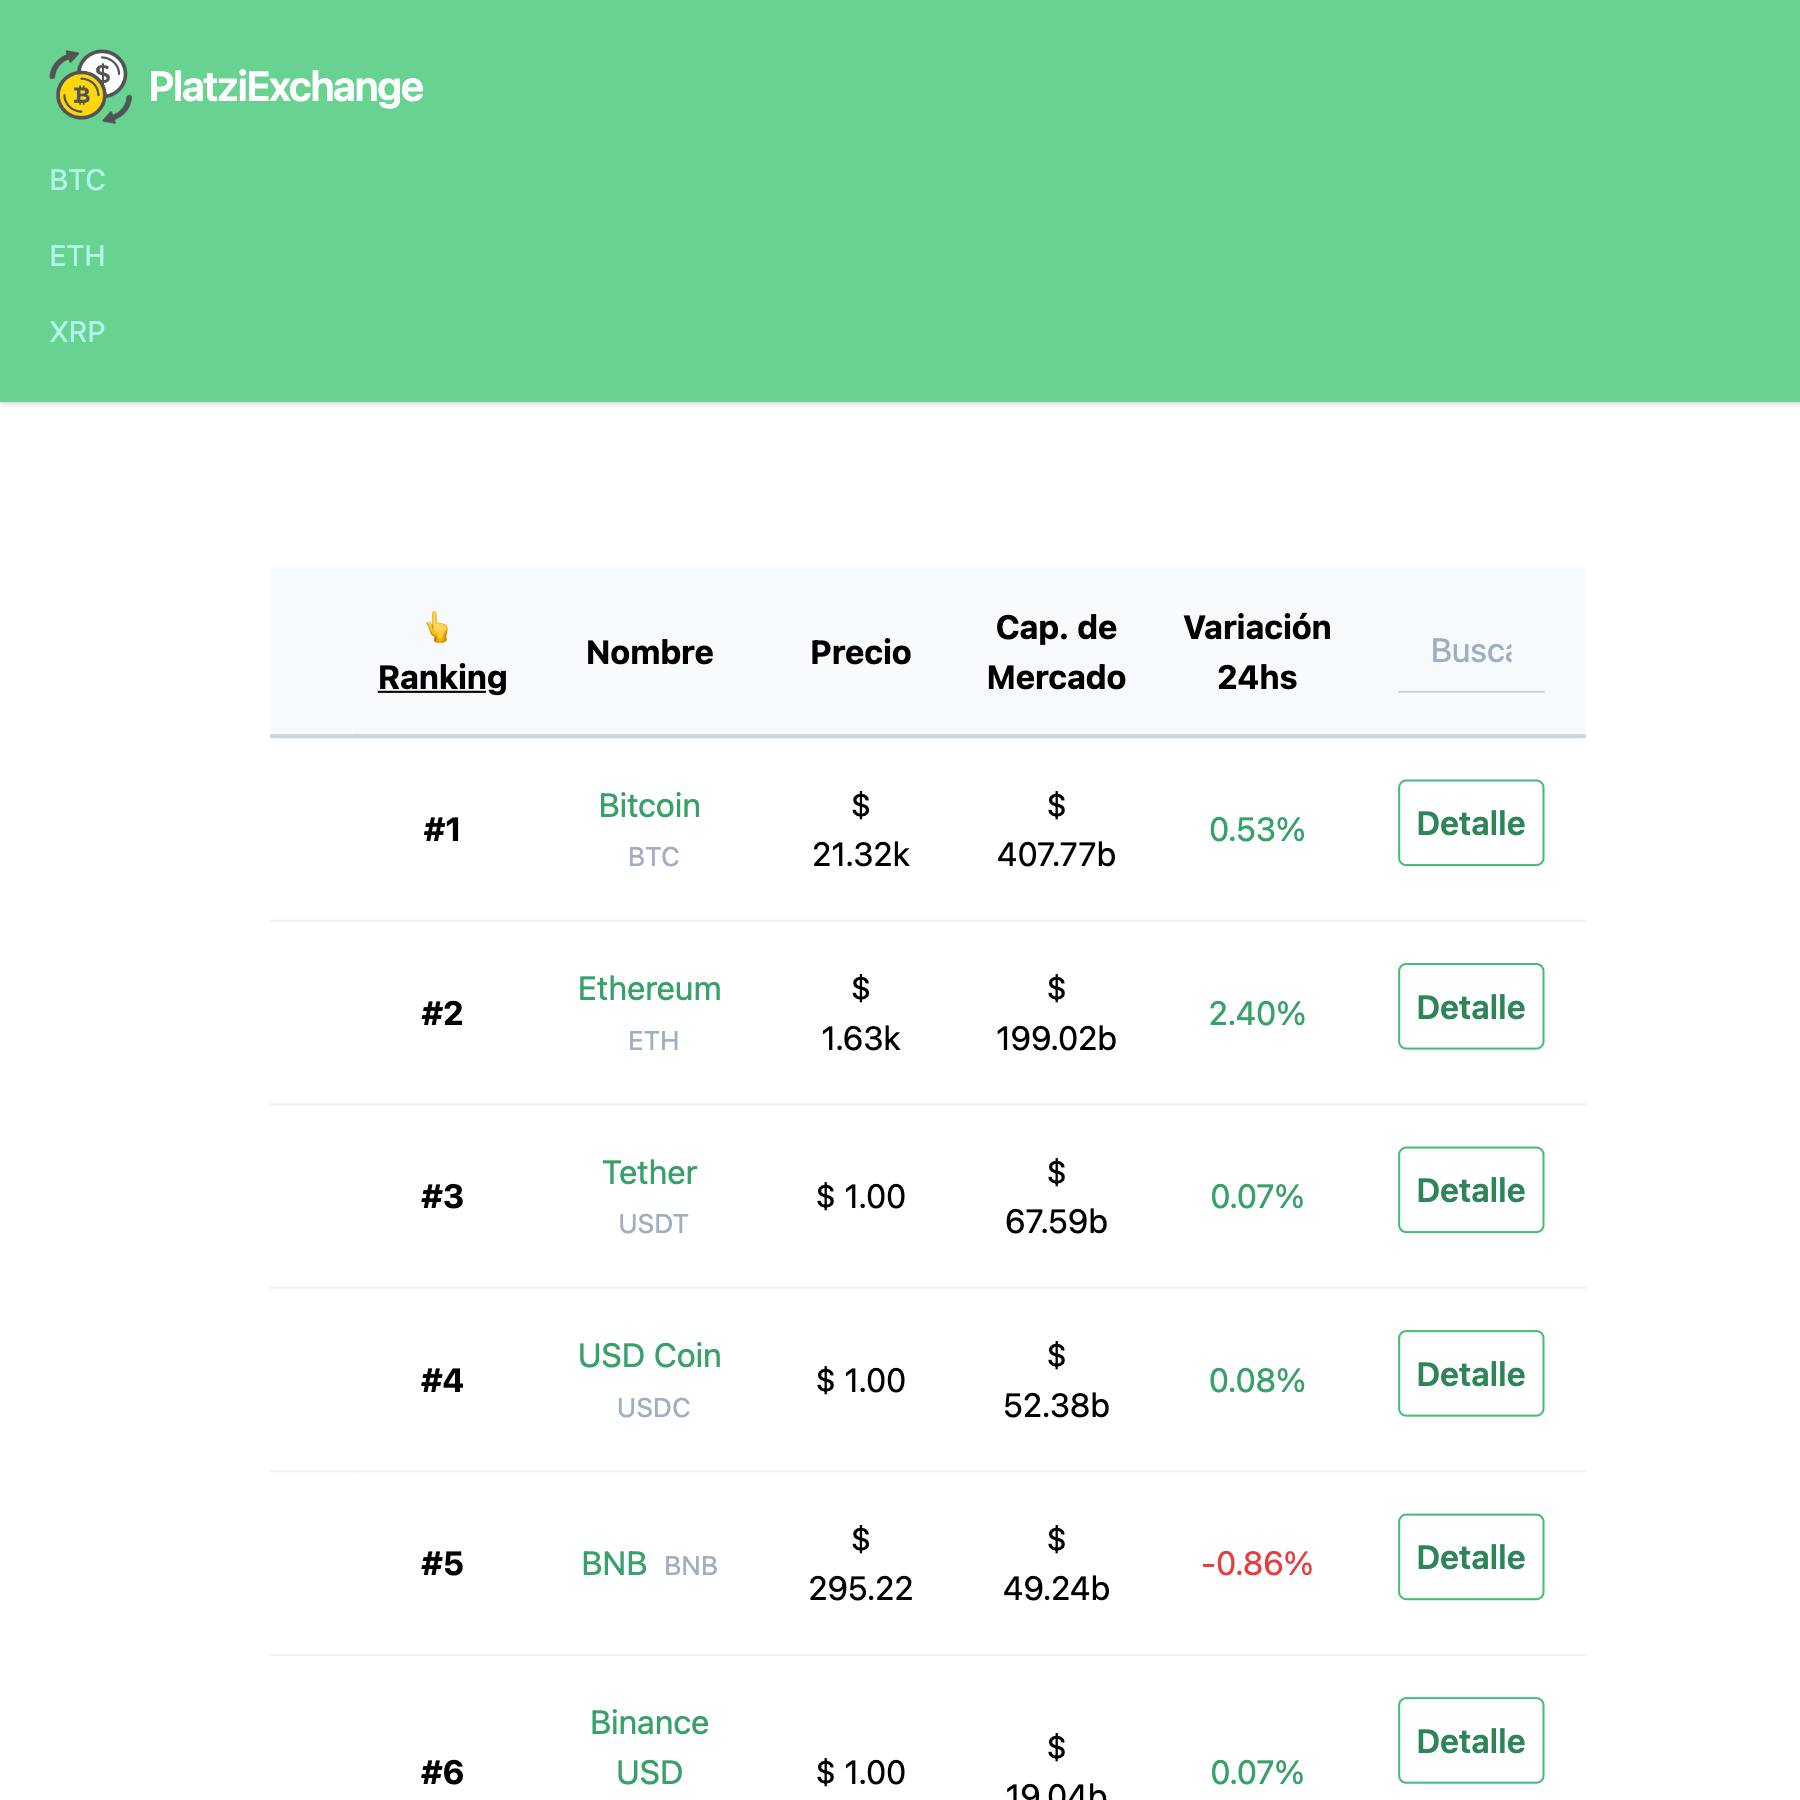 PlatziExchange
BTC
ETH
XRP
👆
Ranking
Nombre
Precio
Cap. de
Mercado
Variación
24hs
#1
Bitcoin
BTC
$
21.32k
$
407.77b
0.53%
Detalle
#2
Ethereum
ETH
$
1.63k
$
199.02b
2.40%
Detalle
#3
Tether
USDT
$ 1.00
$
67.59b
0.07%
Detalle
#4
USD Coin
USDC
$ 1.00
$
52.38b
0.08%
Detalle
#5
BNB BNB
$
295.22
$
49.24b
-0.86%
Detalle
#6
Binance
USD
$ 1.00
$
19.04b
0.07%
Detalle